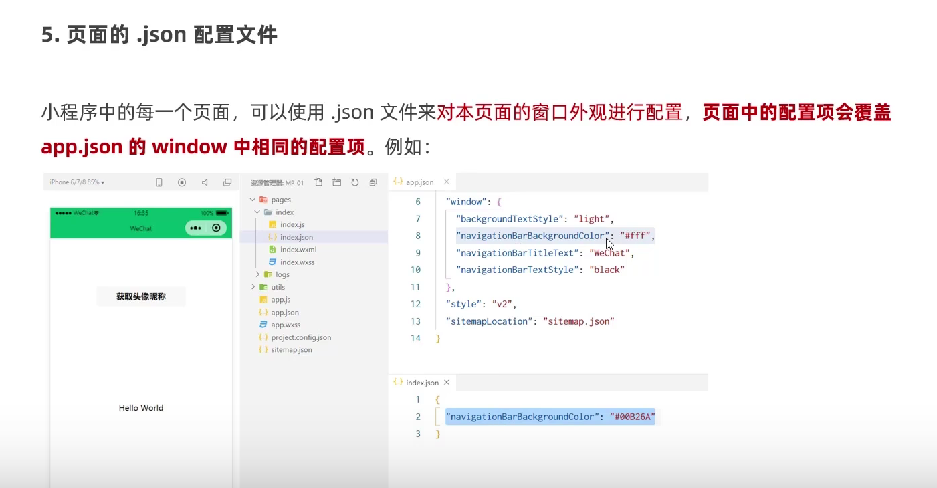 5. 页面的 .json 配置文件
小程序中的每一个页面，可以使用 .json 文件来对本页面的窗口外观进行配置，页面中的配置项会覆盖
app.json 的 window 中相同的配置项。例如：
iPhone 6/7/8 85%
WeChat
100%
WeChat
获取头像昵称
Hello World
资源管理器: MP-01
pages
index
index.js
index.json
index.wxml
index.wxss
logs
utils
app.js
app.json
app.wxss
project.config.json
sitemap.json
app.json
6 "window": {
7 "backgroundTextStyle": "light",
8 "navigationBarBackgroundColor": "#fff",
9 "navigationBarTitleText": "WeChat",
10 "navigationBarTextStyle": "black"
11 },
12 "style": "v2",
13 "sitemapLocation": "sitemap.json"
14 }
index.json
1 {
2 "navigationBarBackgroundColor": "#00B26A"
3 }